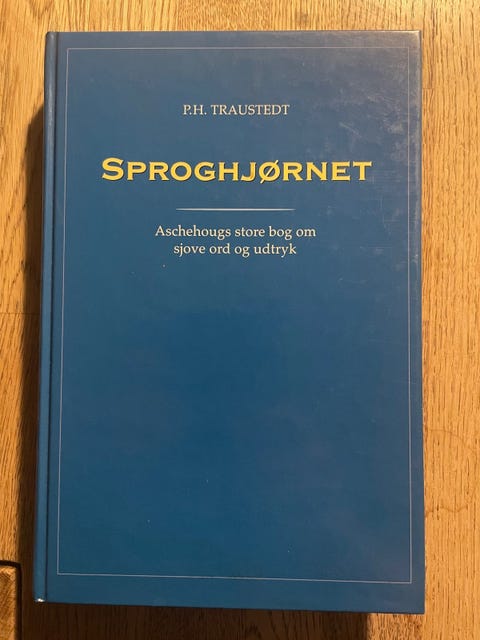 P.H. TRAUSTEDT
SPROGHJØRNET
Aschehougs store bog om
sjove ord og udtryk